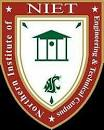 NIET
Northern Institute of
Engineering & Technical Campus